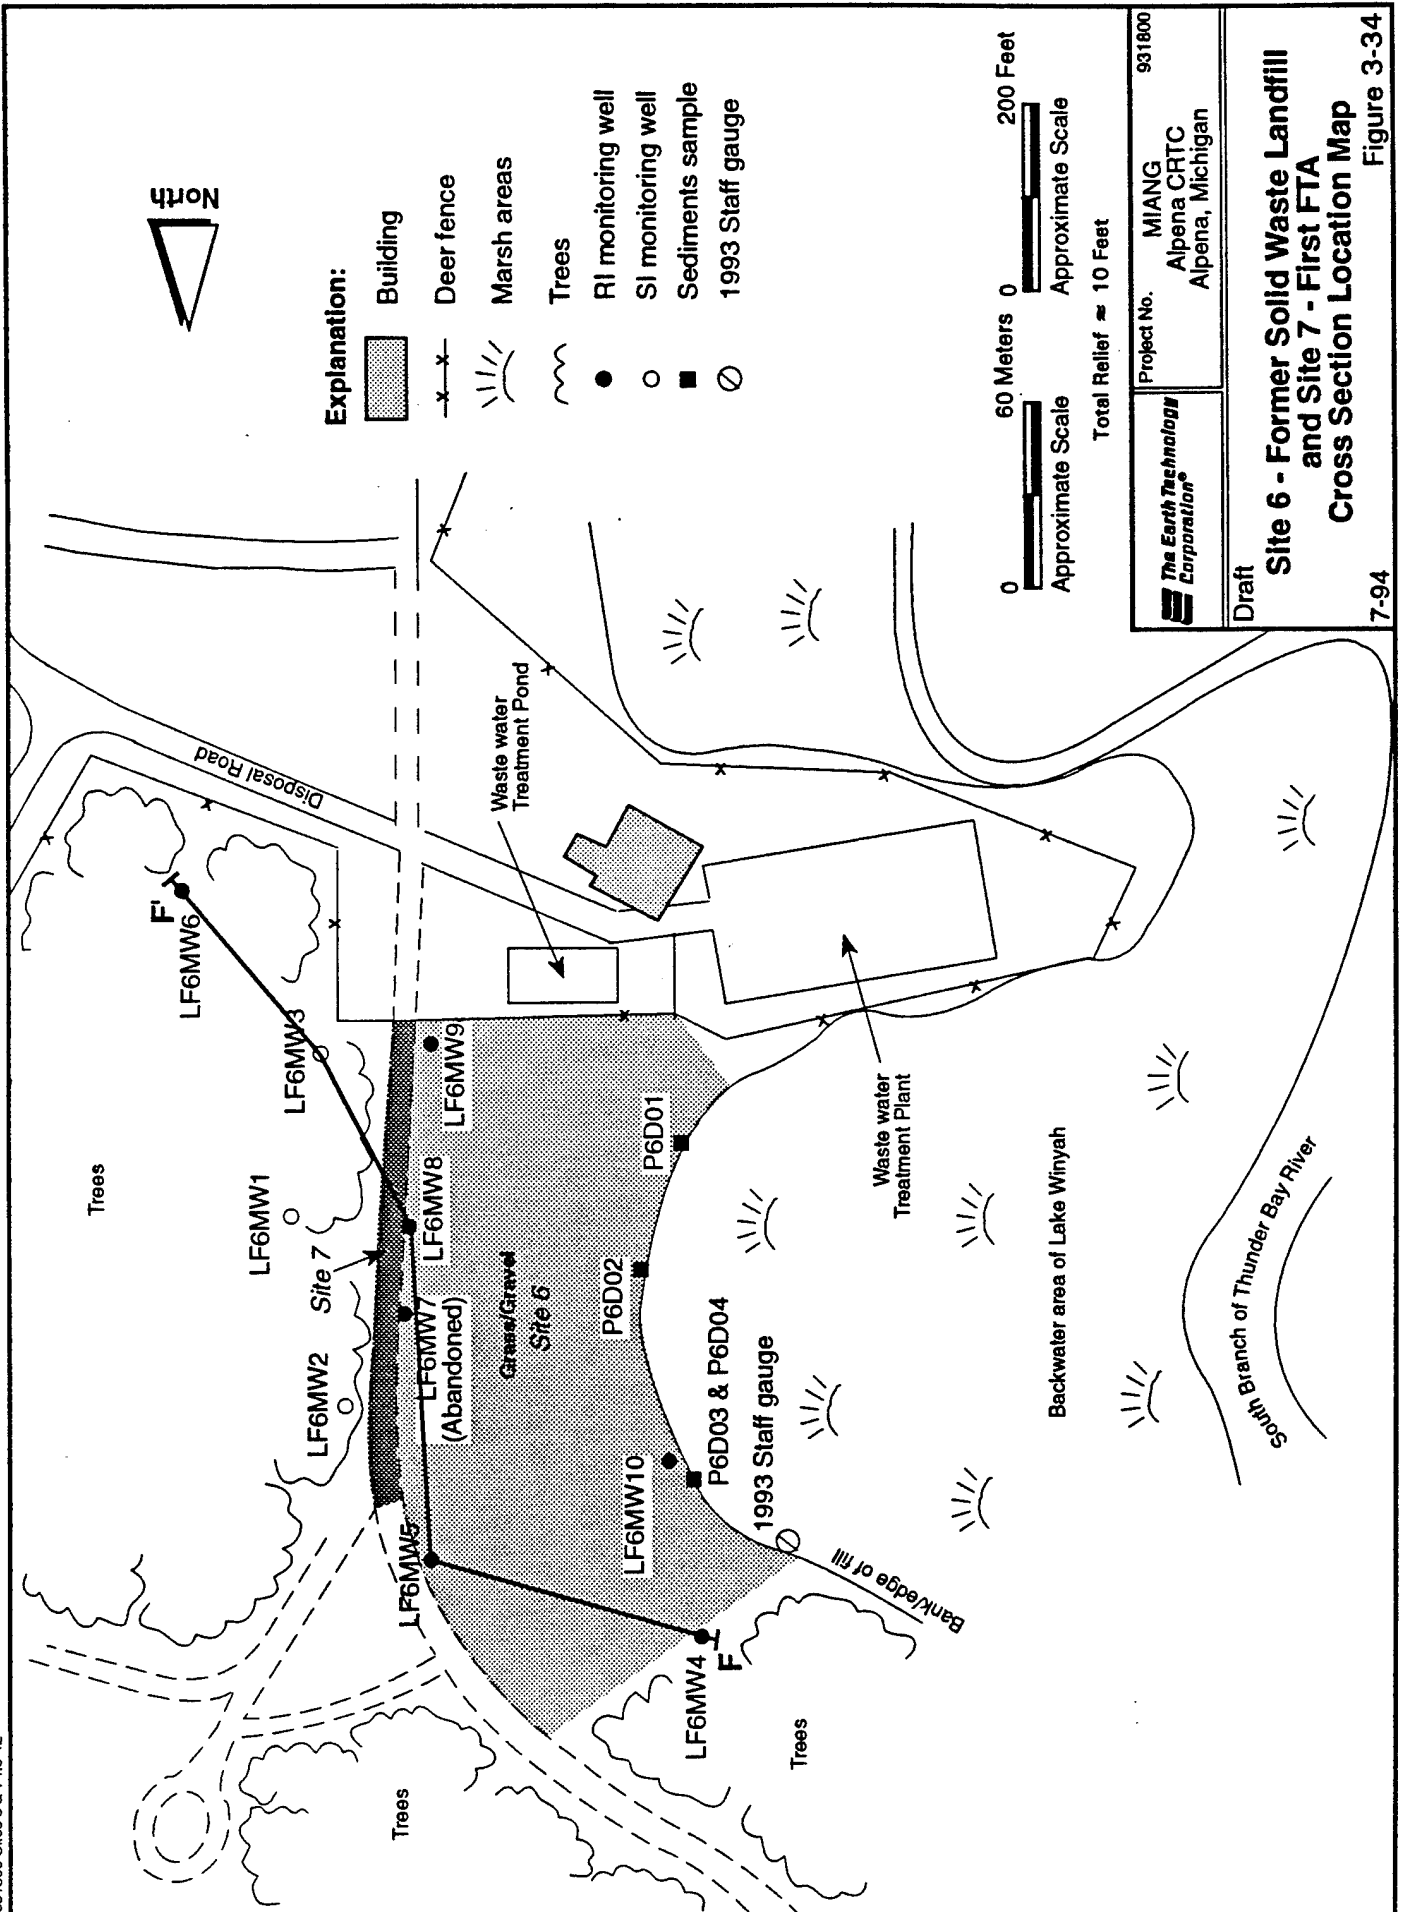 North
Explanation:
Building
Deer fence
Marsh areas
Trees
RI monitoring well
SI monitoring well
Sediments sample
1993 Staff gauge
Disposal Road
Waste water
Treatment Pond
F'
LF6MW6
LF6MW3
LF6MW1
Trees
Site 7
LF6MW2
LF6MW9
LF6MW8
LF6MW7
(Abandoned)
Grass/Gravel
Site 6
LF6MW5
P6D01
P6D02
P6D03 & P6D04
LF6MW10
1993 Staff gauge
Bank/edge of fill
LF6MW4
F
Trees
Trees
Waste water
Treatment Plant
Backwater area of Lake Winyah
South Branch of Thunder Bay River
0 60 Meters
Approximate Scale
0 200 Feet
Approximate Scale
Total Relief ≈ 10 Feet
The Earth Technology
Corporation®
Project No.
MIANG
931800
Alpena CRTC
Alpena, Michigan
Draft
Site 6 - Former Solid Waste Landfill
and Site 7 - First FTA
Cross Section Location Map
7-94
Figure 3-34